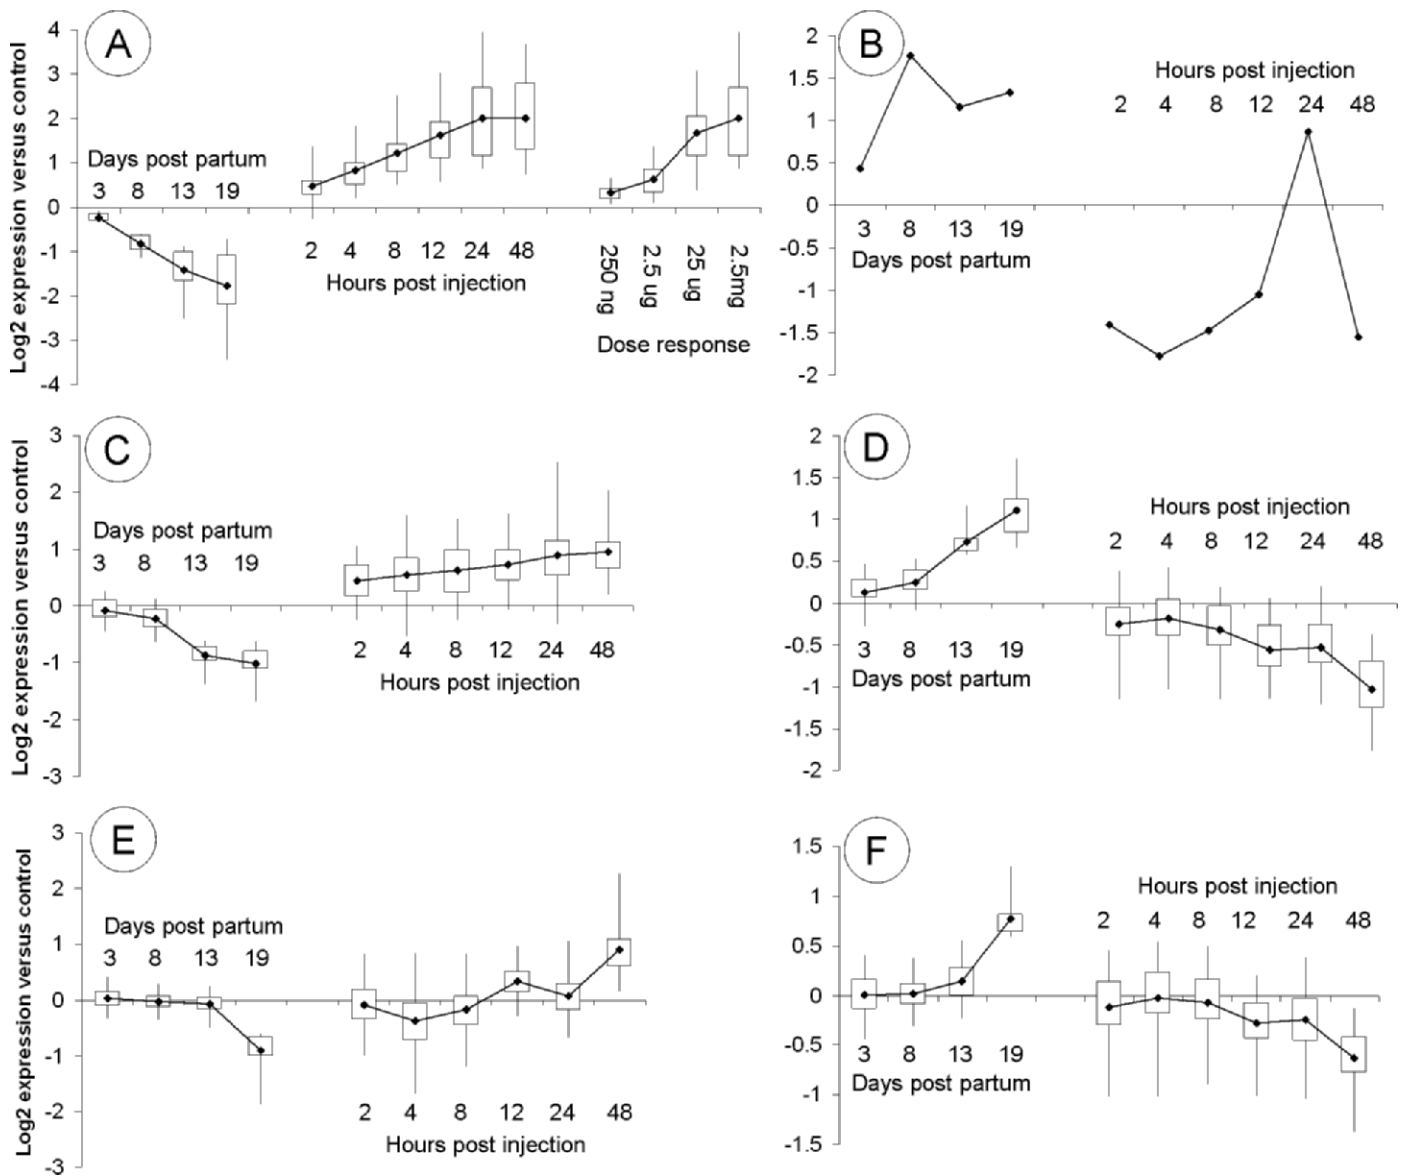 A
Log2 expression versus control
4
3
2
1
0
-1
-2
-3
-4
Days post partum
3 8 13 19
2 4 8 12 24 48
Hours post injection
250 ng
2.5 ug
25 ug
2.5mg
Dose response
B
2
1.5
1
0.5
0
-0.5
-1
-1.5
-2
Hours post injection
2 4 8 12 24 48
3 8 13 19
Days post partum
C
Log2 expression versus control
3
2
1
0
-1
-2
-3
Days post partum
3 8 13 19
2 4 8 12 24 48
Hours post injection
D
2
1.5
1
0.5
0
-0.5
-1
-1.5
-2
Hours post injection
2 4 8 12 24 48
3 8 13 19
Days post partum
E
Log2 expression versus control
3
2
1
0
-1
-2
-3
Days post partum
3 8 13 19
2 4 8 12 24 48
Hours post injection
F
1.5
1
0.5
0
-0.5
-1
-1.5
Hours post injection
2 4 8 12 24 48
3 8 13 19
Days post partum